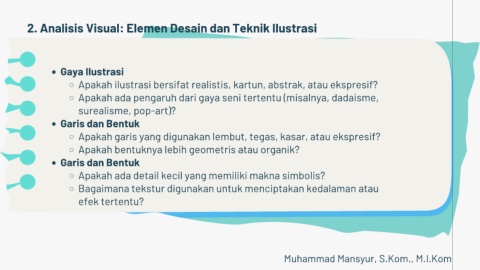 2. Analisis Visual: Elemen Desain dan Teknik Ilustrasi
• Gaya Ilustrasi
○ Apakah ilustrasi bersifat realistis, kartun, abstrak, atau ekspresif?
○ Apakah ada pengaruh dari gaya seni tertentu (misalnya, dadaisme,
surealisme, pop-art)?
• Garis dan Bentuk
○ Apakah garis yang digunakan lembut, tegas, kasar, atau ekspresif?
○ Apakah bentuknya lebih geometris atau organik?
• Garis dan Bentuk
○ Apakah ada detail kecil yang memiliki makna simbolis?
○ Bagaimana tekstur digunakan untuk menciptakan kedalaman atau
efek tertentu?
Muhammad Mansyur, S.Kom., M.I.Kom